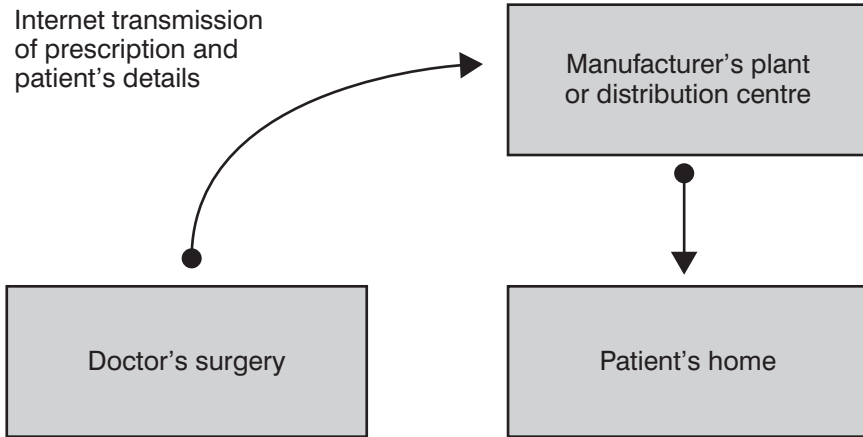 Internet transmission
of prescription and
patient’s details
Manufacturer’s plant
or distribution centre
Doctor’s surgery
Patient’s home